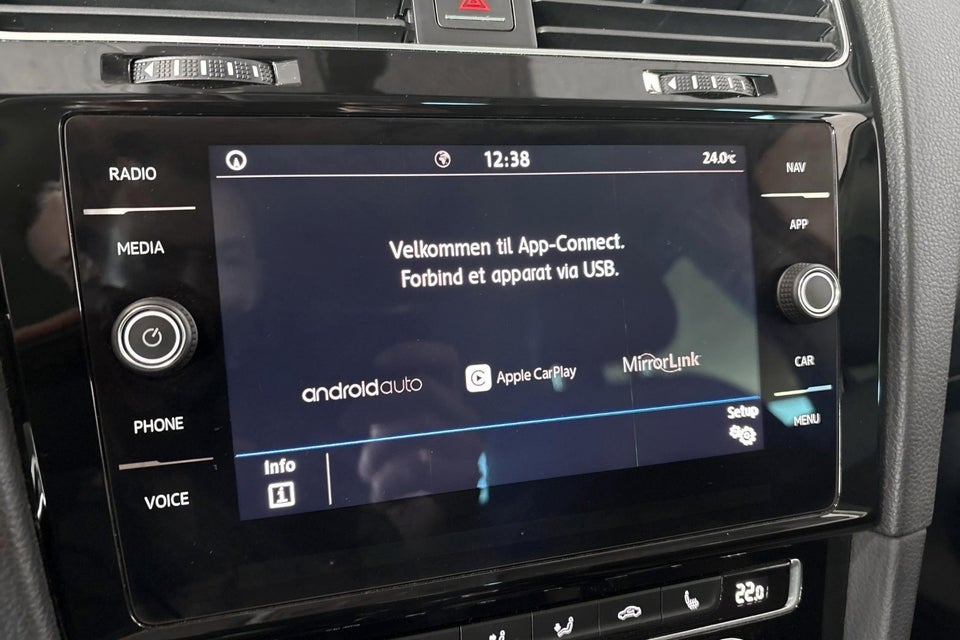 RADIO
MEDIA
PHONE
VOICE
12:38
24.0°C
Velkommen til App-Connect.
Forbind et apparat via USB.
androidauto
Apple CarPlay
MirrorLink
Setup
Info
NAV
APP
CAR
MENU
22.0